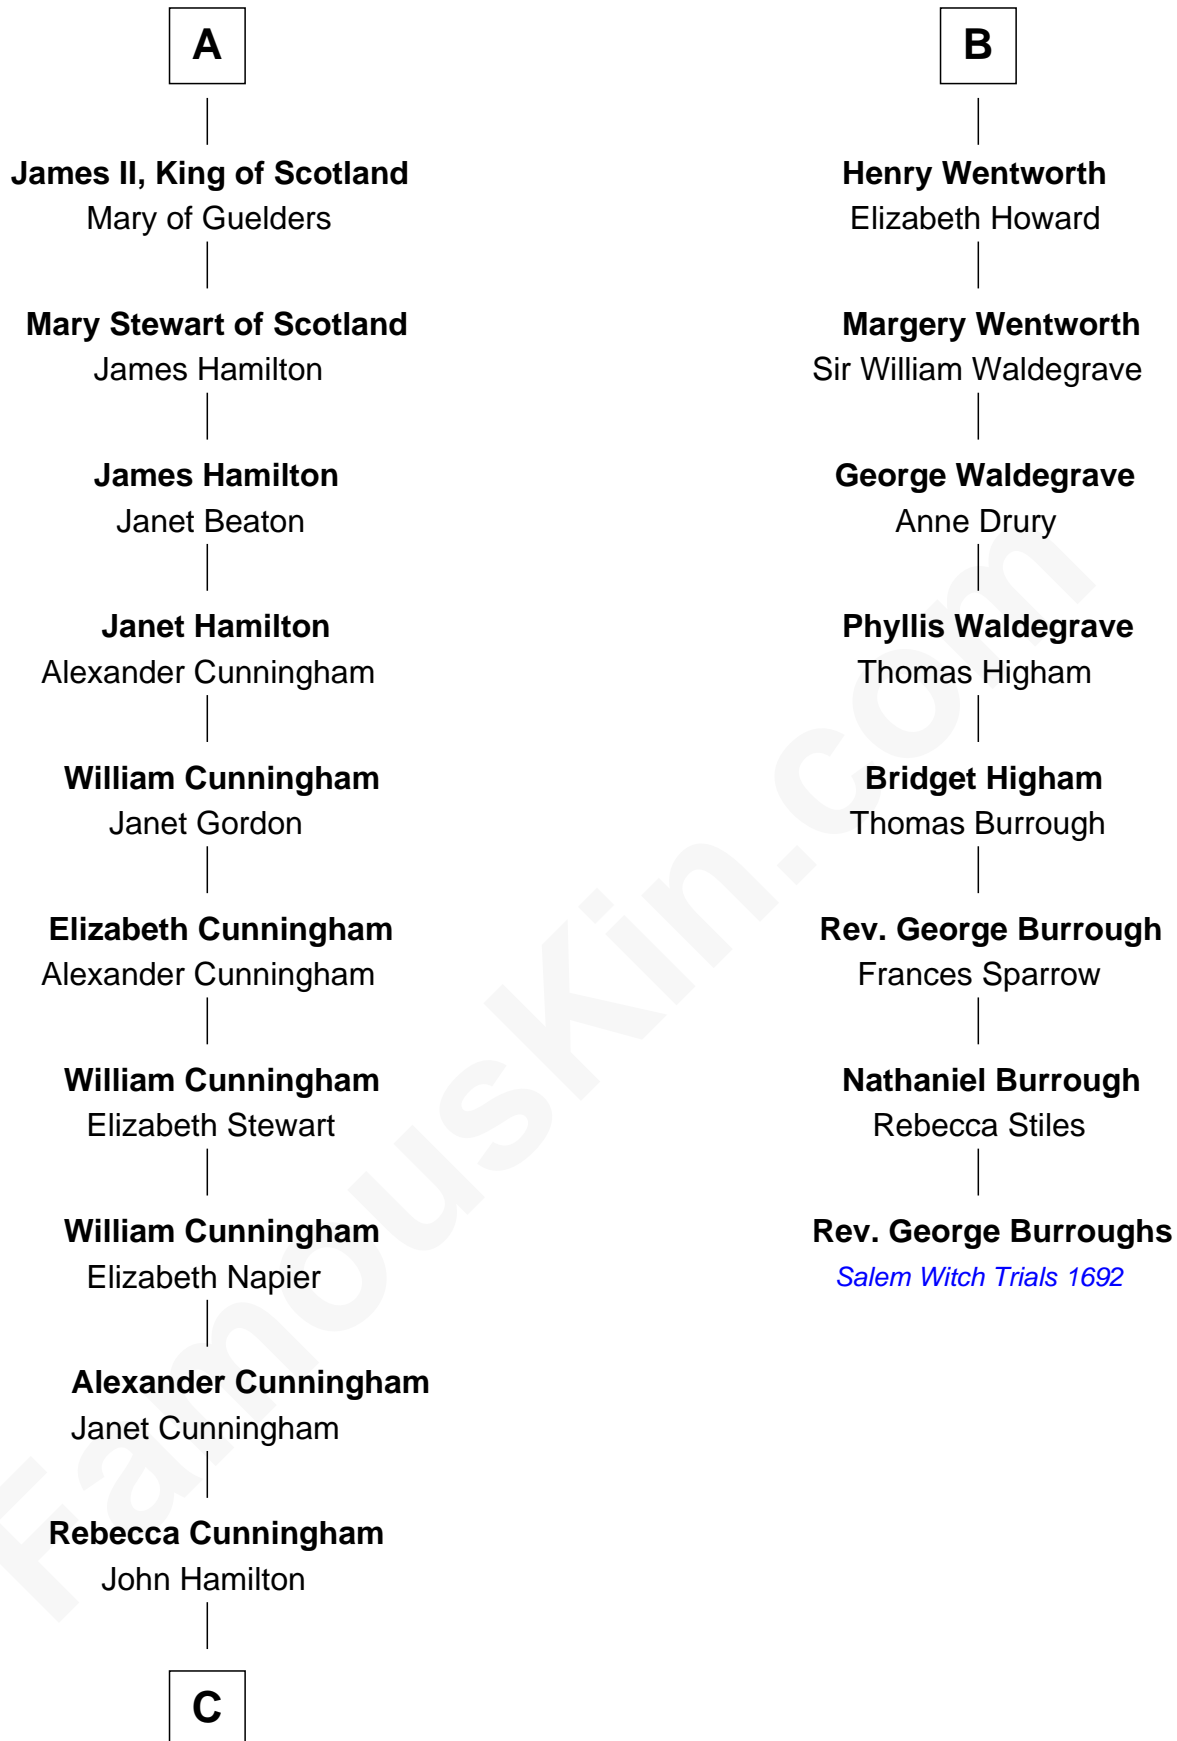 A
James II, King of Scotland
Mary of Guelders
Mary Stewart of Scotland
James Hamilton
James Hamilton
Janet Beaton
Janet Hamilton
Alexander Cunningham
William Cunningham
Janet Gordon
Elizabeth Cunningham
Alexander Cunningham
William Cunningham
Elizabeth Stewart
William Cunningham
Elizabeth Napier
Alexander Cunningham
Janet Cunningham
Rebecca Cunningham
John Hamilton
C
B
Henry Wentworth
Elizabeth Howard
Margery Wentworth
Sir William Waldegrave
George Waldegrave
Anne Drury
Phyllis Waldegrave
Thomas Higham
Bridget Higham
Thomas Burrough
Rev. George Burrough
Frances Sparrow
Nathaniel Burrough
Rebecca Stiles
Rev. George Burroughs
Salem Witch Trials 1692
FamousKin.com